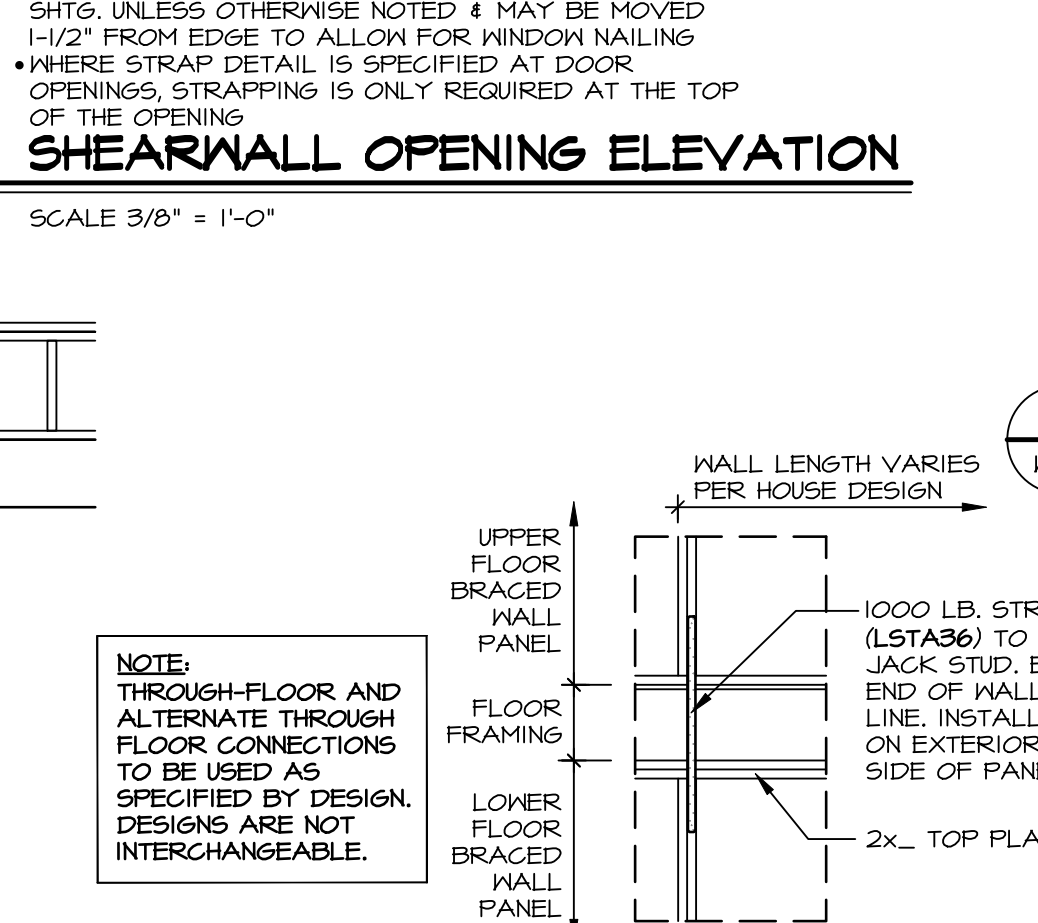 SHTG. UNLESS OTHERWISE NOTED & MAY BE MOVED
1-1/2" FROM EDGE TO ALLOW FOR WINDOW NAILING
• WHERE STRAP DETAIL IS SPECIFIED AT DOOR
OPENINGS, STRAPPING IS ONLY REQUIRED AT THE TOP
OF THE OPENING
SHEARWALL OPENING ELEVATION
SCALE 3/8" = 1'-0"
WALL LENGTH VARIES
PER HOUSE DESIGN
UPPER
FLOOR
BRACED
WALL
PANEL
FLOOR
FRAMING
LOWER
FLOOR
BRACED
WALL
PANEL
1000 LB.
(LSTA36) TO
JACK STUD.
END OF WALL
LINE. INSTALL
ON EXTERIOR
SIDE OF
2x_ TOP
NOTE:
THROUGH-FLOOR AND
ALTERNATE THROUGH
FLOOR CONNECTIONS
TO BE USED AS
SPECIFIED BY DESIGN.
DESIGNS ARE NOT
INTERCHANGEABLE.